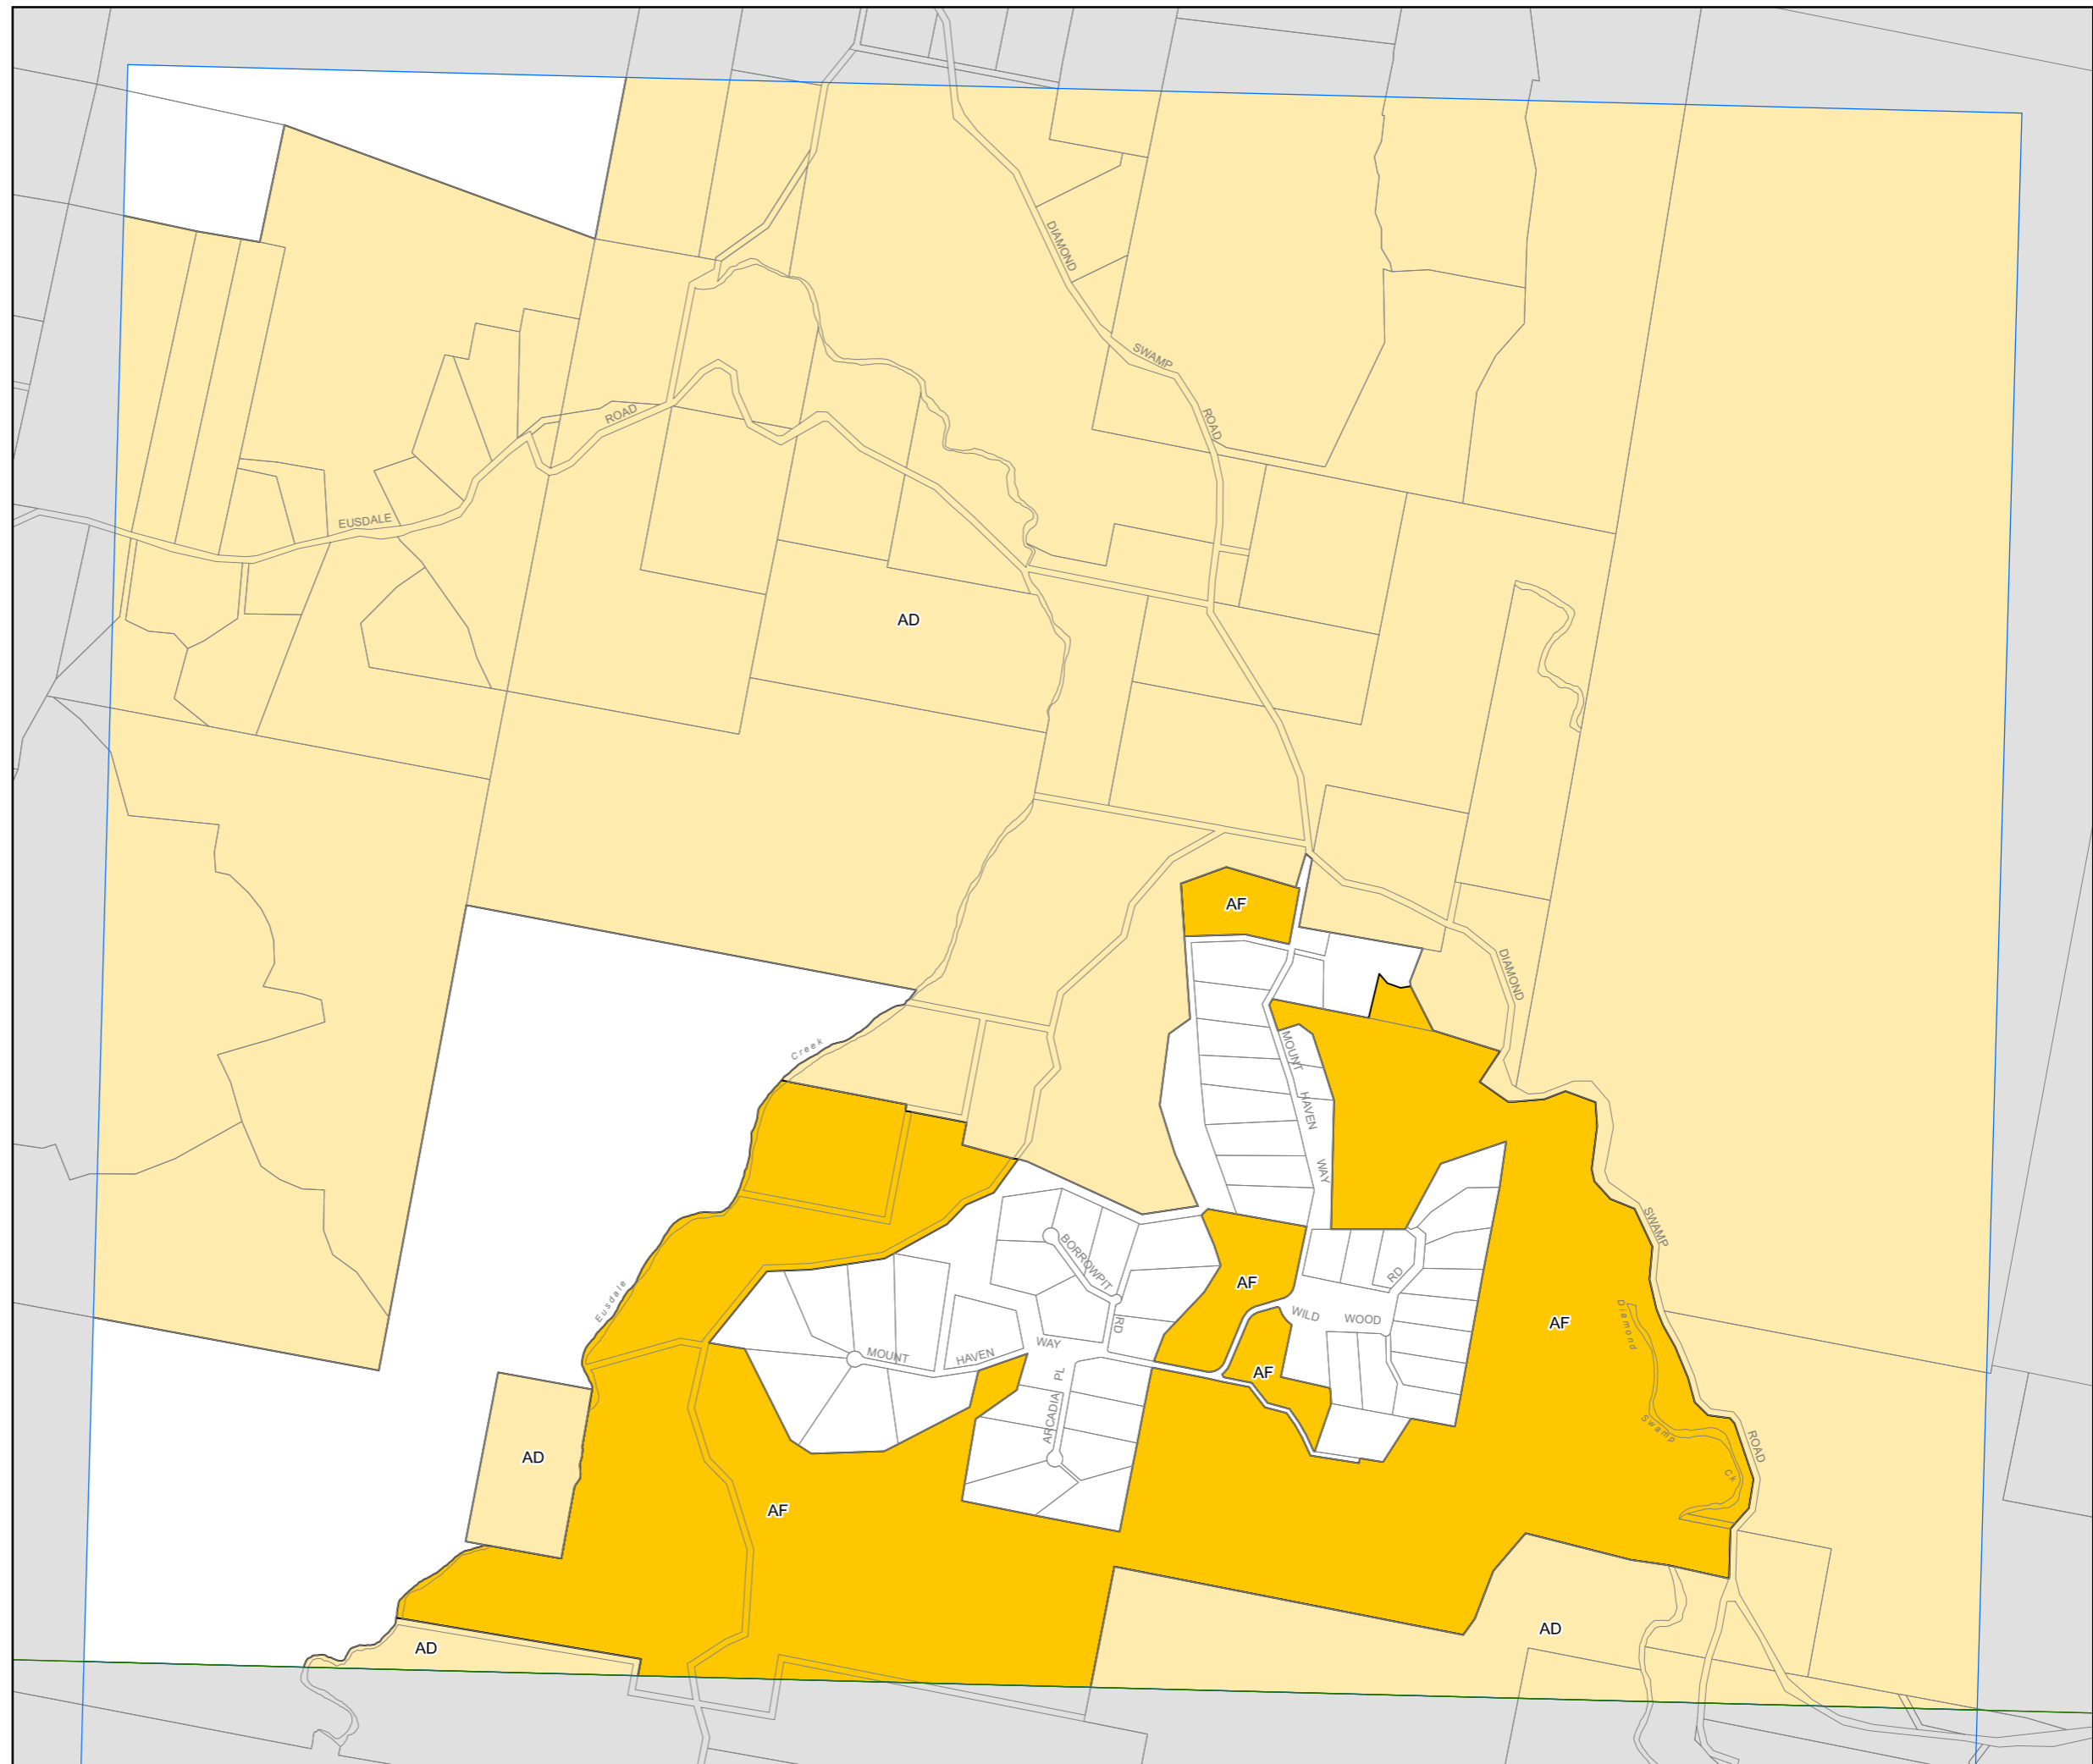 DIAMOND
SWAMP
ROAD
ROAD
EUSDALE
AD
AF
DIAMOND
Creek
MOUNT
HAVEN
WAY
SWAMP
BORROWPIT
RD
AF
RD
WILD
WOOD
Eusdale
AF
Diamond
WAY
MOUNT
HAVEN
PL
AF
ARCADIA
Swamp
ROAD
AD
Ck
AF
AD
AD